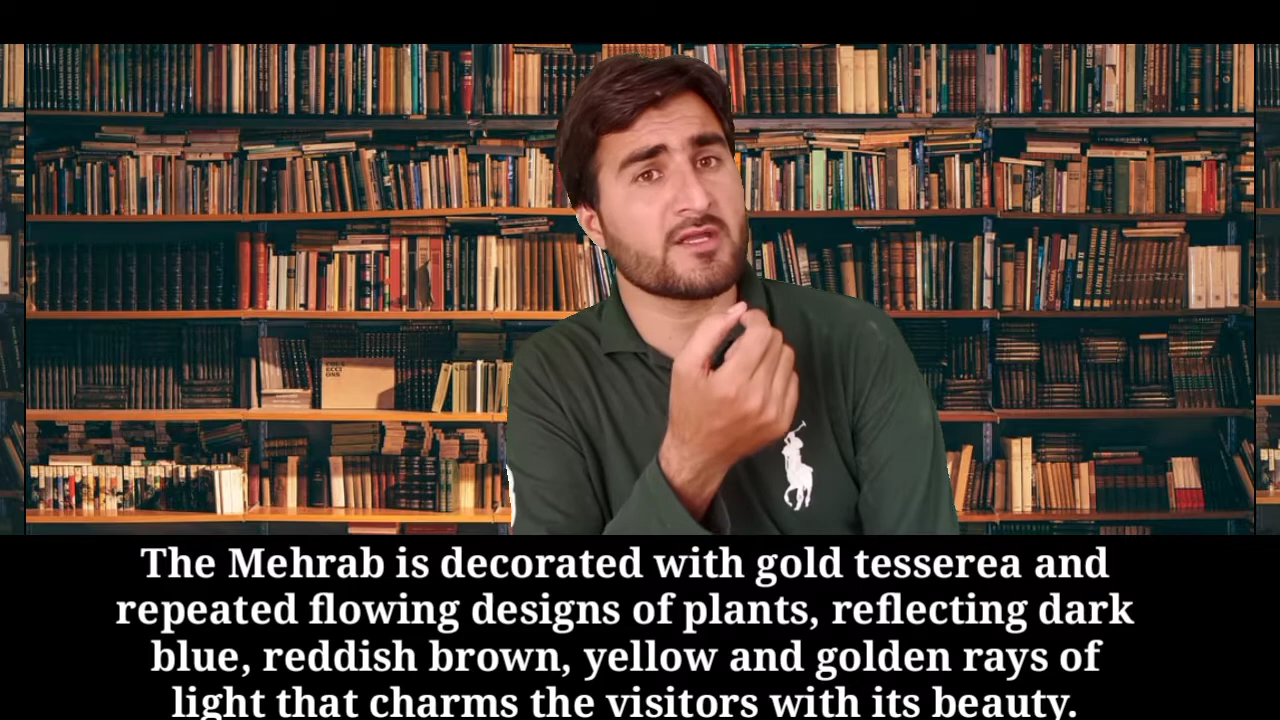 The Mehrab is decorated with gold tesserea and
repeated flowing designs of plants, reflecting dark
blue, reddish brown, yellow and golden rays of
light that charms the visitors with its beauty.